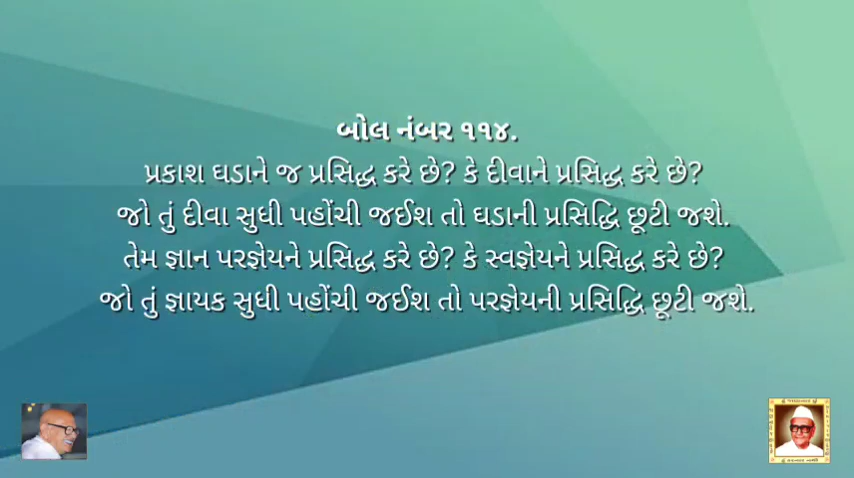 બોલ નંબર ૧૧૪.
પ્રકાશ ઘડાને જ પ્રસિદ્ધ કરે છે? કે દીવાને પ્રસિદ્ધ કરે છે?
જો તું દીવા સુધી પહોંચી જઈશ તો ઘડાની પ્રસિદ્ધિ છૂટી જશે.
તેમ જ્ઞાન પરજ્ઞેયને પ્રસિદ્ધ કરે છે? કે સ્વજ્ઞેયને પ્રસિદ્ધ કરે છે?
જો તું જ્ઞાયક સુધી પહોંચી જઈશ તો પરજ્ઞેયની પ્રસિદ્ધિ છૂટી જશે.